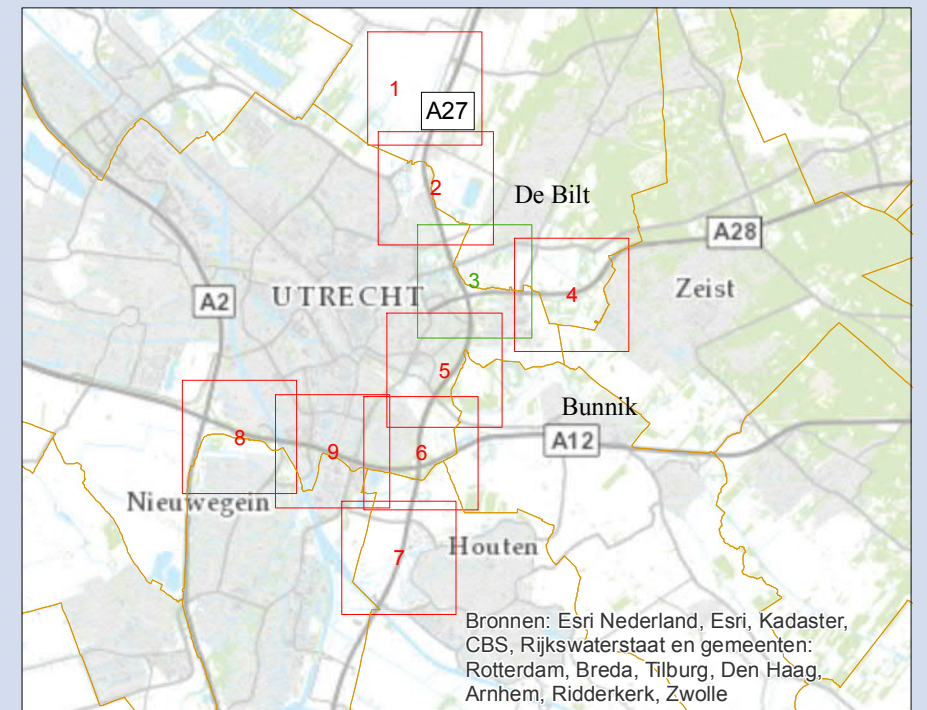 1
A27
2
De Bilt
A28
3
4
Zeist
A2
UTRECHT
5
Bunnik
A12
8
9
6
Nieuwegein
Houten
7
Bronnen: Esri Nederland, Esri, Kadaster,
CBS, Rijkswaterstaat en gemeenten:
Rotterdam, Breda, Tilburg, Den Haag,
Arnhem, Ridderkerk, Zwolle